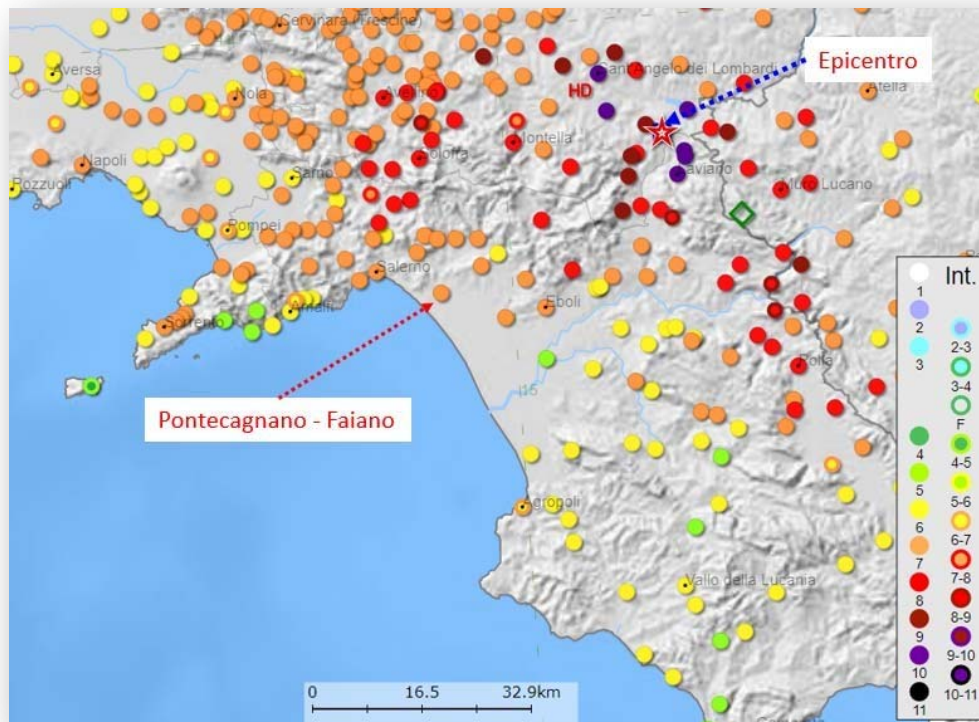 Cervinara (Trescine)
Aversa
Nola
Avellino
Sant'Angelo dei Lombardi
Epicentro
Atella
HD
Montella
Solofra
Napoli
Pozzuoli
Sarno
Caviano
Muro Lucano
Pompei
Salerno
Eboli
Sorrento
Amalfi
Polla
I15
Pontecagnano - Faiano
Agropoli
Vallo della Lucania
Int.
1
2
2-3
3
3-4
F
4
4-5
5
5-6
6
6-7
7
7-8
8
8-9
9
9-10
10
10-11
11
0 16.5 32.9km